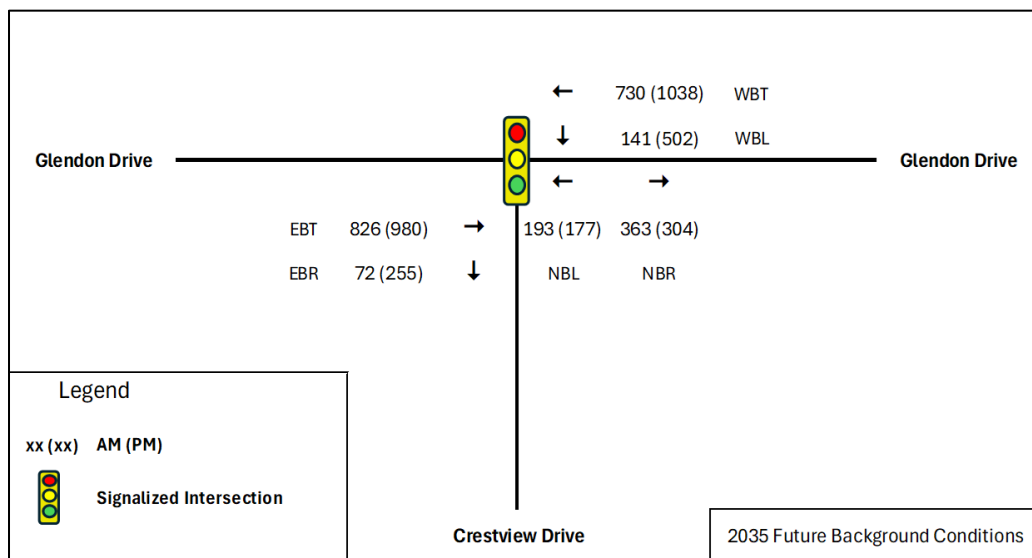 730 (1038) WBT
141 (502) WBL
Glendon Drive
Glendon Drive
EBT 826 (980)
193 (177) 363 (304)
EBR 72 (255)
NBL NBR
Legend
xx (xx) AM (PM)
Signalized Intersection
Crestview Drive
2035 Future Background Conditions